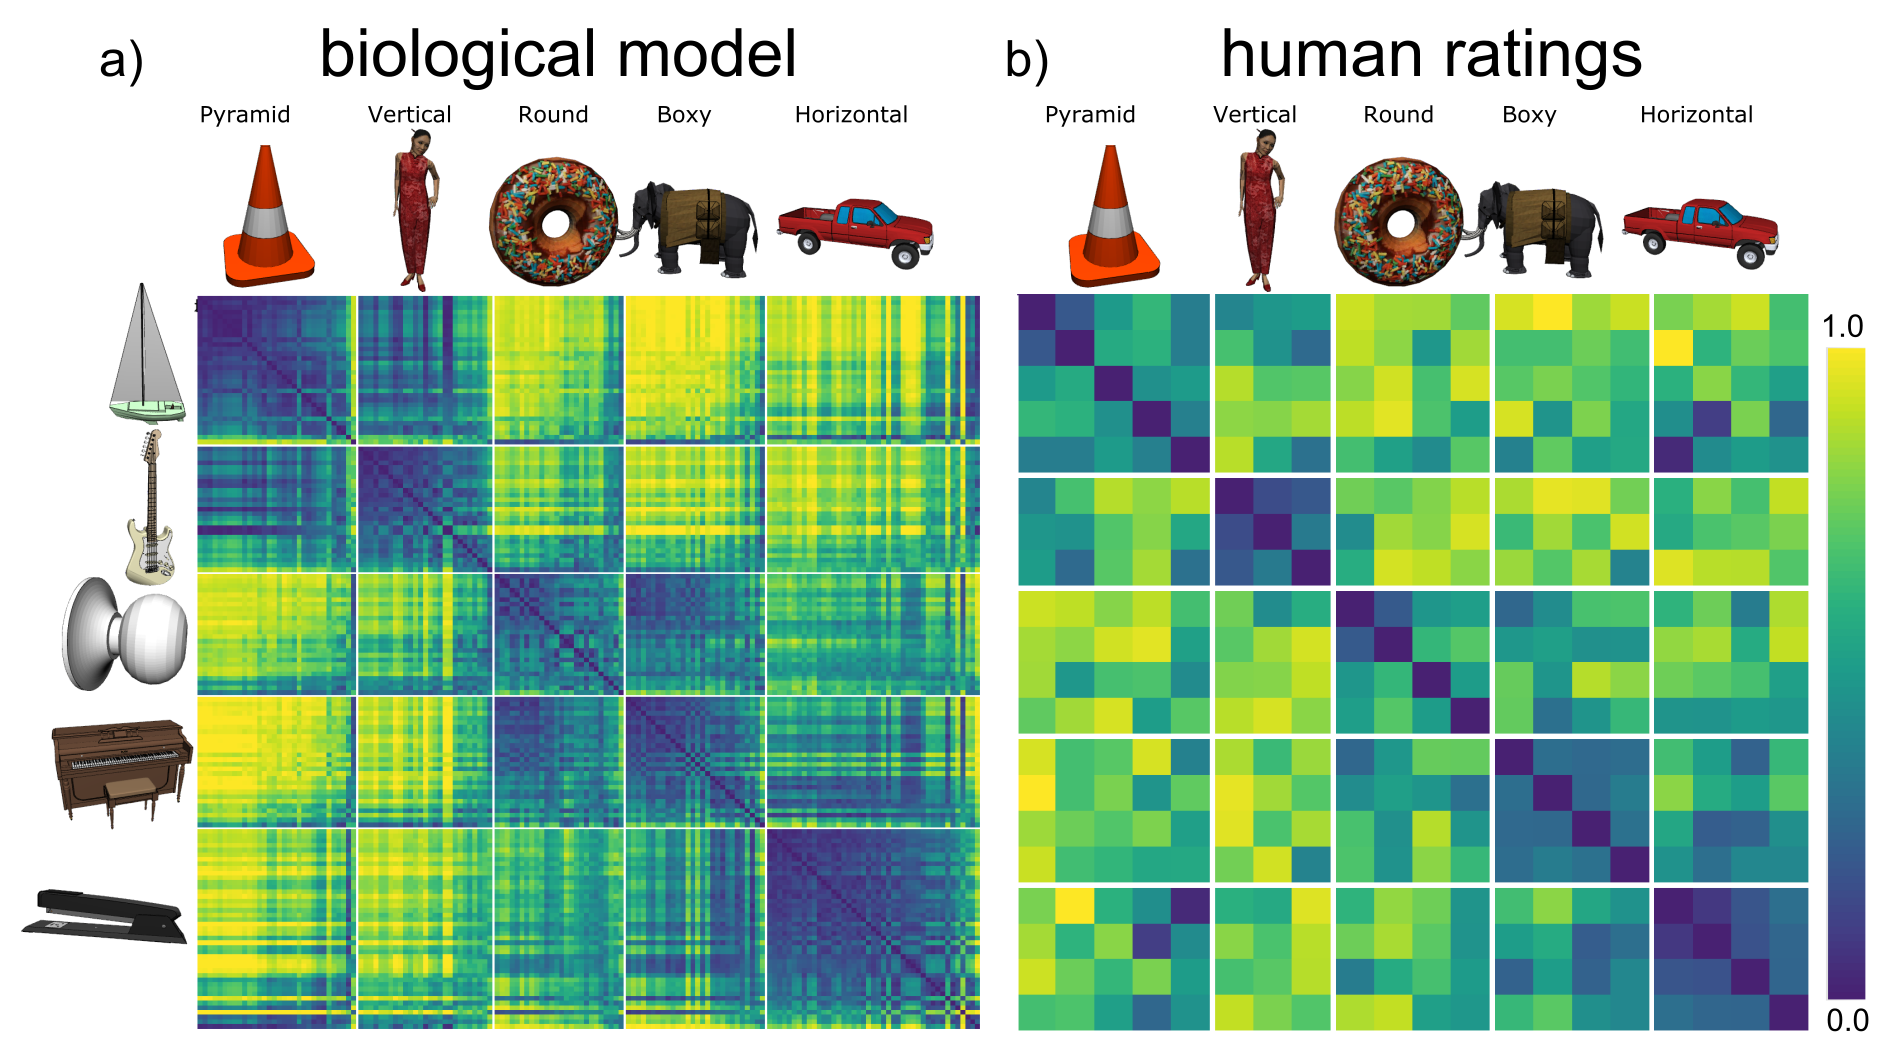 a) biological model
Pyramid Vertical Round Boxy Horizontal
b) human ratings
Pyramid Vertical Round Boxy Horizontal
1.0
0.0